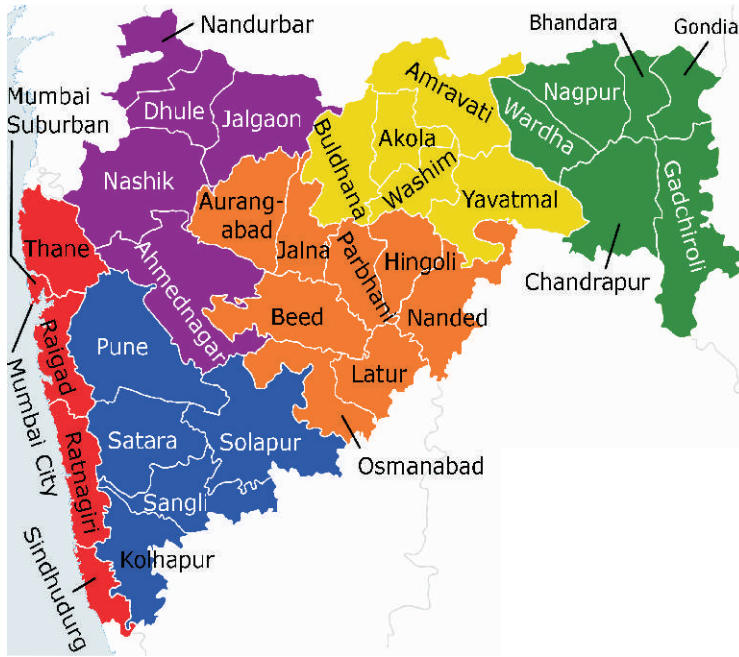 Nandurbar
Bhandara
Gondia
Mumbai
Suburban
Dhule
Jalgaon
Amravati
Nagpur
Wardha
Buldhana
Akola
Washim
Nashik
Yavatmal
Gadchiroli
Aurang-
abad
Jalna
Parbhani
Hingoli
Thane
Ahmednagar
Chandrapur
Beed
Nanded
Raigad
Pune
Latur
Mumbai City
Satara
Solapur
Osmanabad
Ratnagiri
Sangli
Kolhapur
Sindhudurg